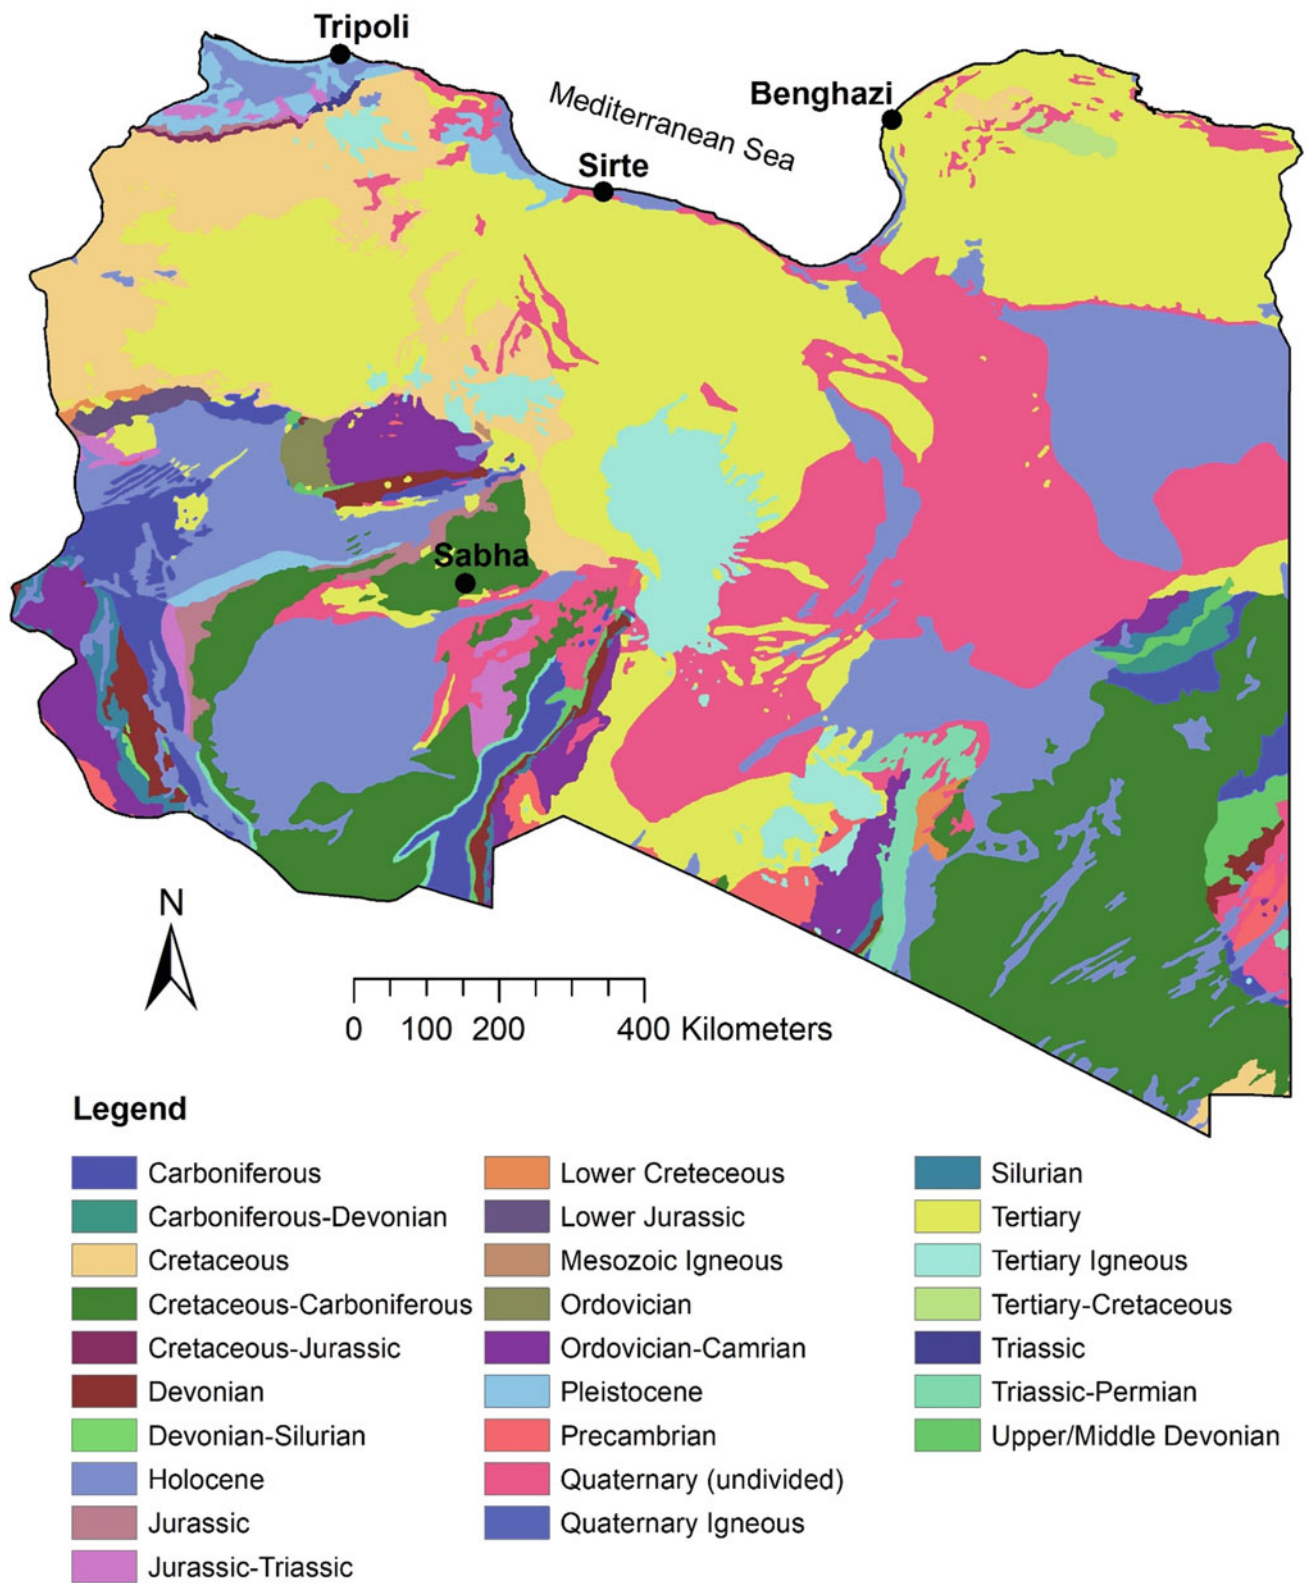 Tripoli
Benghazi
Mediterranean Sea
Sirte
Sabha
N
0 100 200 400 Kilometers
Legend
Carboniferous
Carboniferous-Devonian
Cretaceous
Cretaceous-Carboniferous
Cretaceous-Jurassic
Devonian
Devonian-Silurian
Holocene
Jurassic
Jurassic-Triassic
Lower Creteceous
Lower Jurassic
Mesozoic Igneous
Ordovician
Ordovician-Camrian
Pleistocene
Precambrian
Quaternary (undivided)
Quaternary Igneous
Silurian
Tertiary
Tertiary Igneous
Tertiary-Cretaceous
Triassic
Triassic-Permian
Upper/Middle Devonian